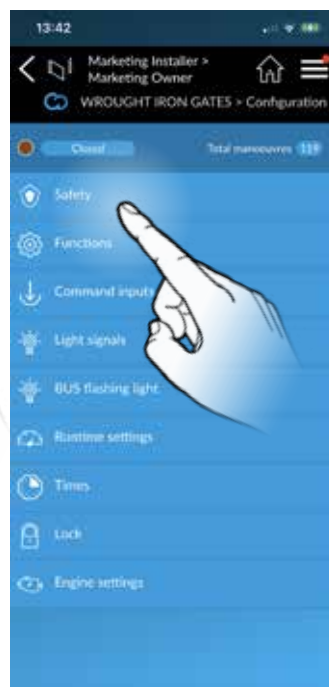 13:42
Marketing Installer >
Marketing Owner
WROUGHT IRON GATES > Configuration
Closed Total manoeuvres 119
Safety
Functions
Command inputs
Light signals
BUS flashing light
Runtime settings
Times
Lock
Engine settings